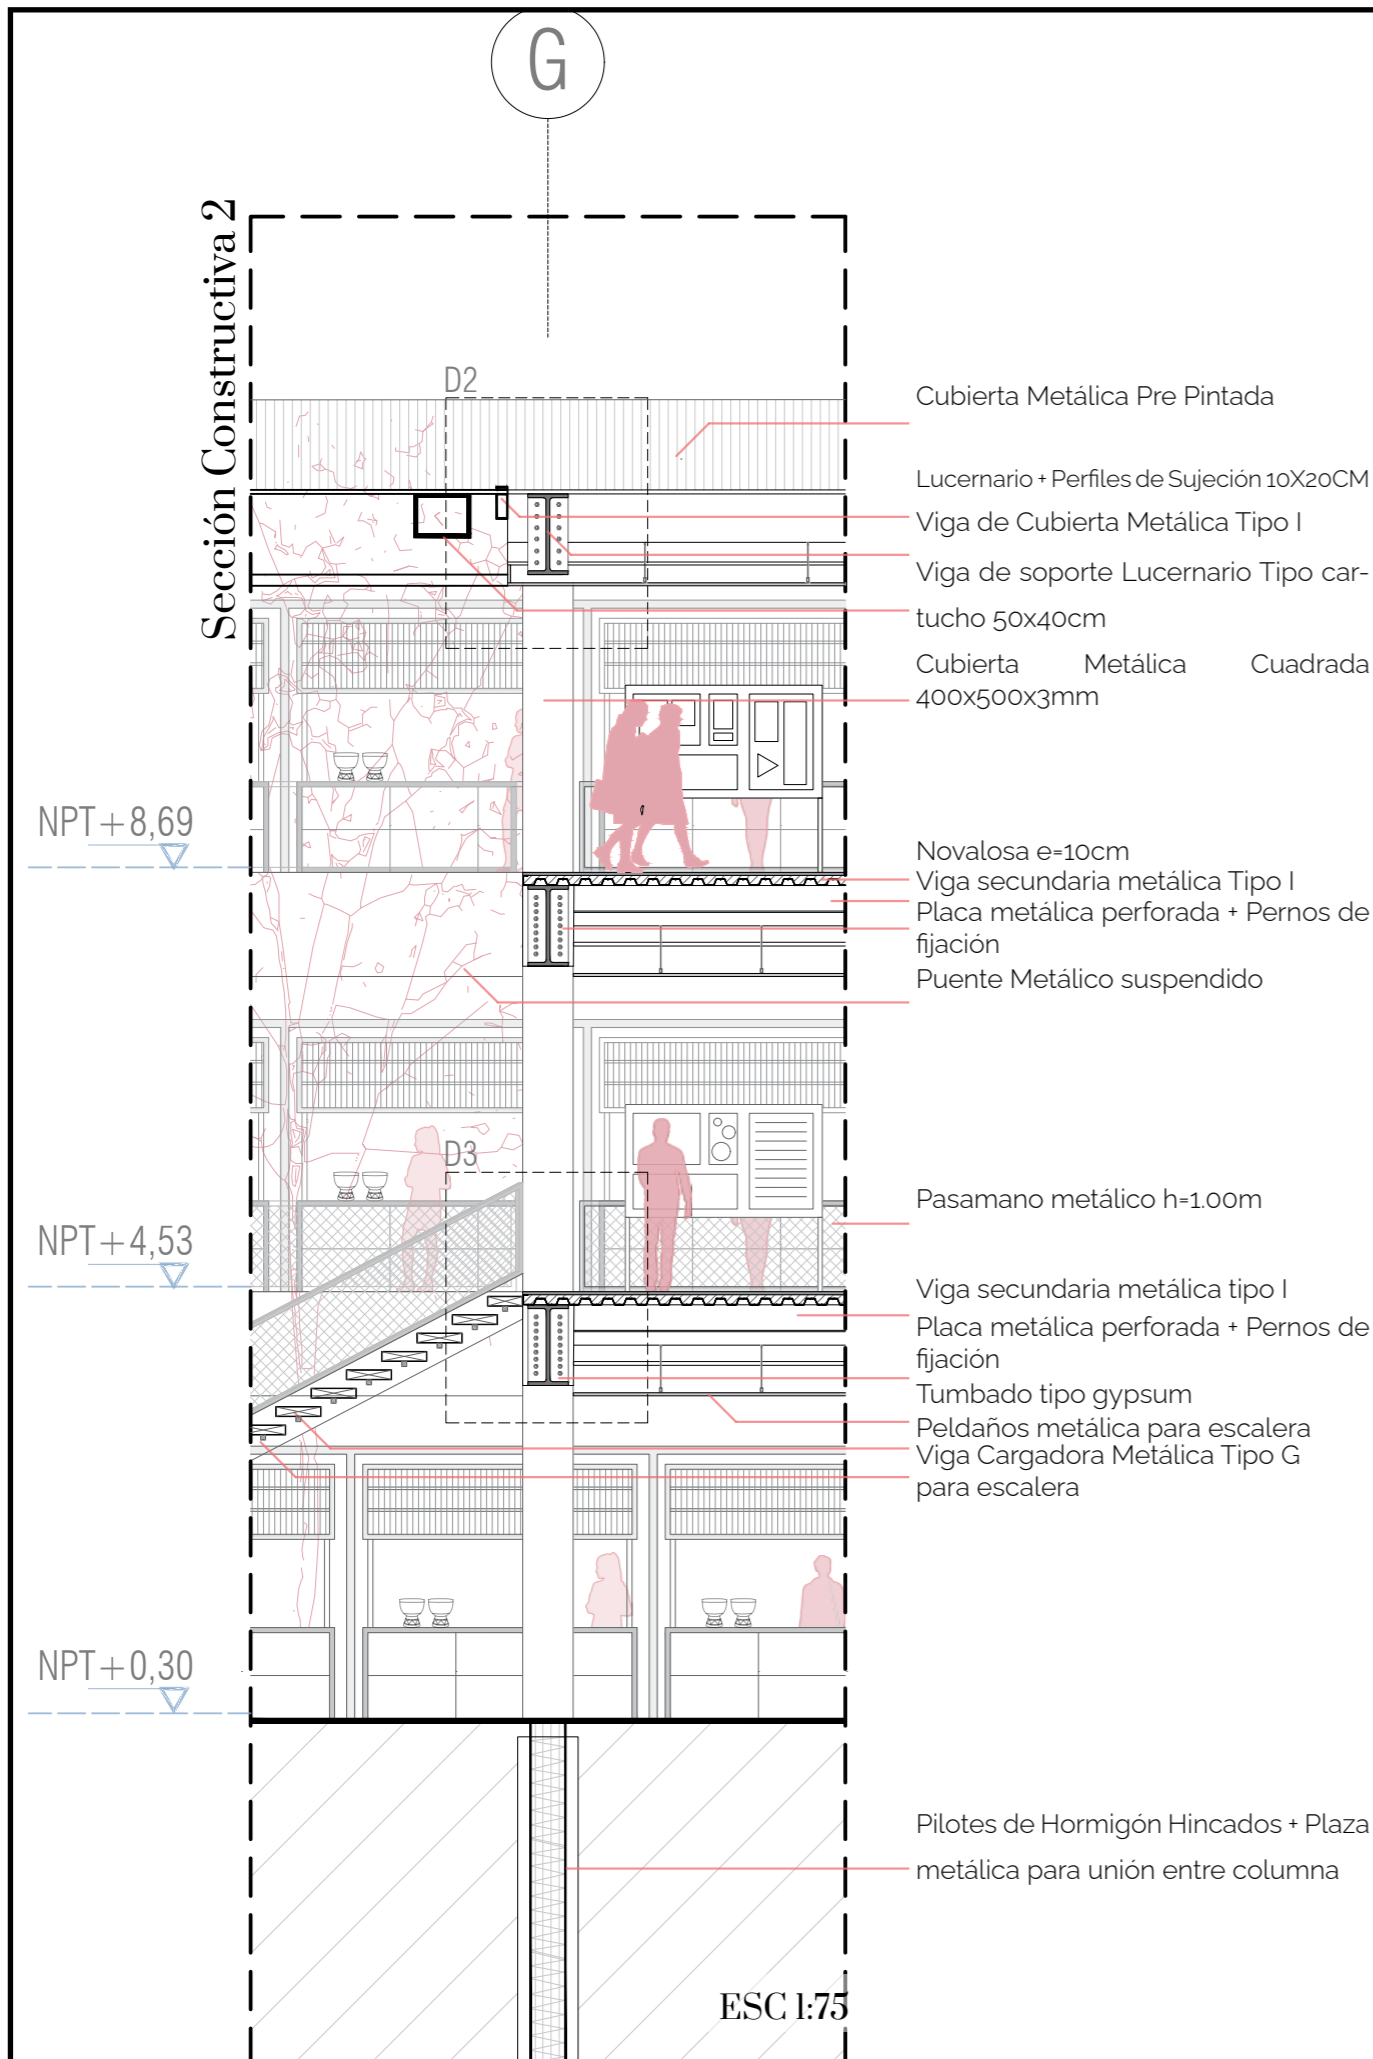 G
Sección Constructiva 2
D2
Cubierta Metálica Pre Pintada
Lucernario + Perfiles de Sujeción 10X20CM
Viga de Cubierta Metálica Tipo I
Viga de soporte Lucernario Tipo car-
tucho 50x40cm
Cubierta Metálica Cuadrada
400x500x3mm
NPT+8,69
Novalosa e=10cm
Viga secundaria metálica Tipo I
Placa metálica perforada + Pernos de
fijación
Puente Metálico suspendido
D3
Pasamano metálico h=1.00m
NPT+4,53
Viga secundaria metálica tipo I
Placa metálica perforada + Pernos de
fijación
Tumbado tipo gypsum
Peldaños metálica para escalera
Viga Cargadora Metálica Tipo G
para escalera
NPT+0,30
Pilotes de Hormigón Hincados + Plaza
metálica para unión entre columna
ESC 1:75